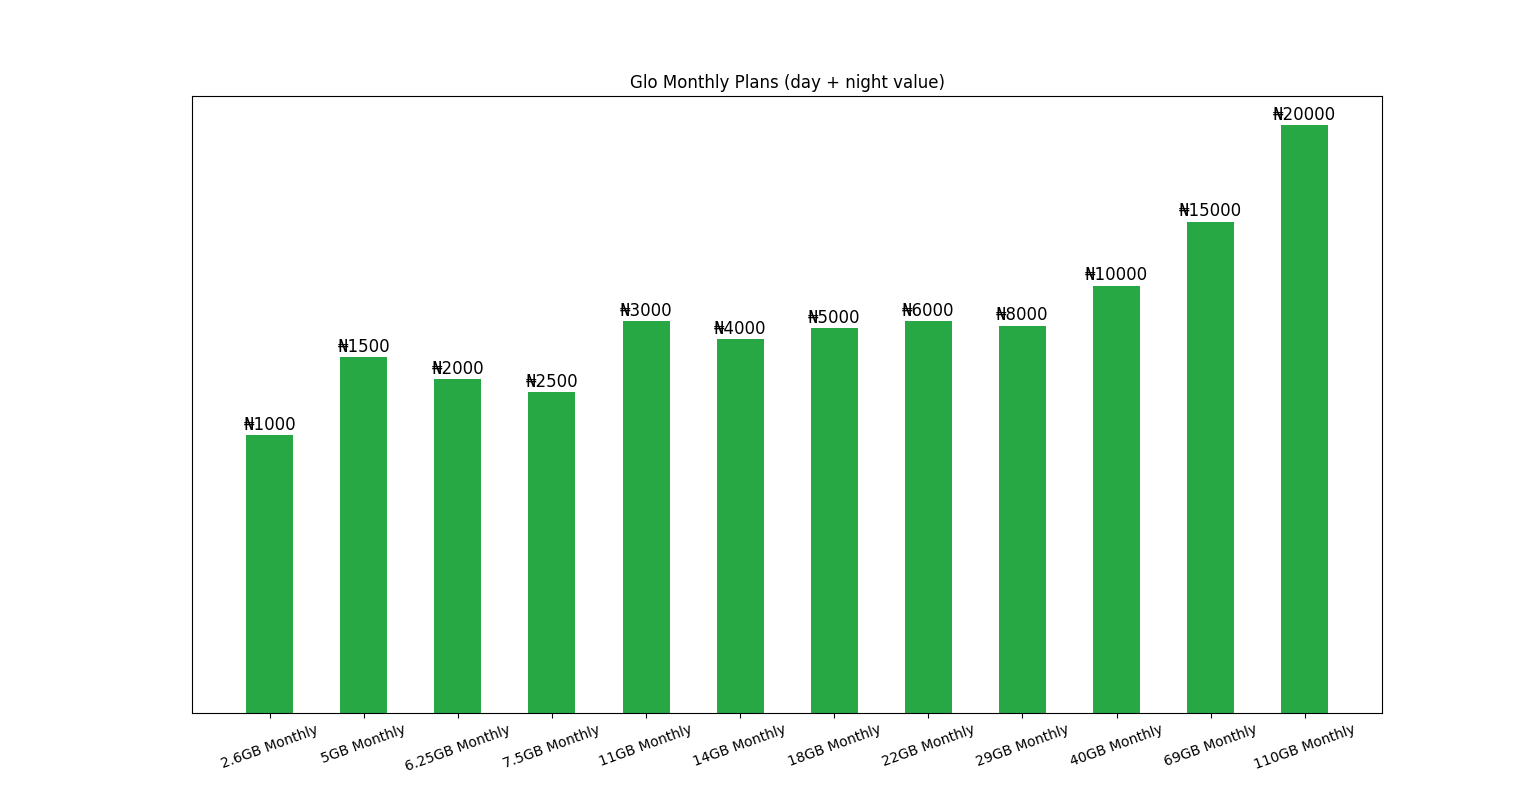 Glo Monthly Plans (day + night value)
₦1000
₦1500
₦2000
₦2500
₦3000
₦4000
₦5000
₦6000
₦8000
₦10000
₦15000
₦20000
2.6GB Monthly
5GB Monthly
6.25GB Monthly
7.5GB Monthly
11GB Monthly
14GB Monthly
18GB Monthly
22GB Monthly
29GB Monthly
40GB Monthly
69GB Monthly
110GB Monthly